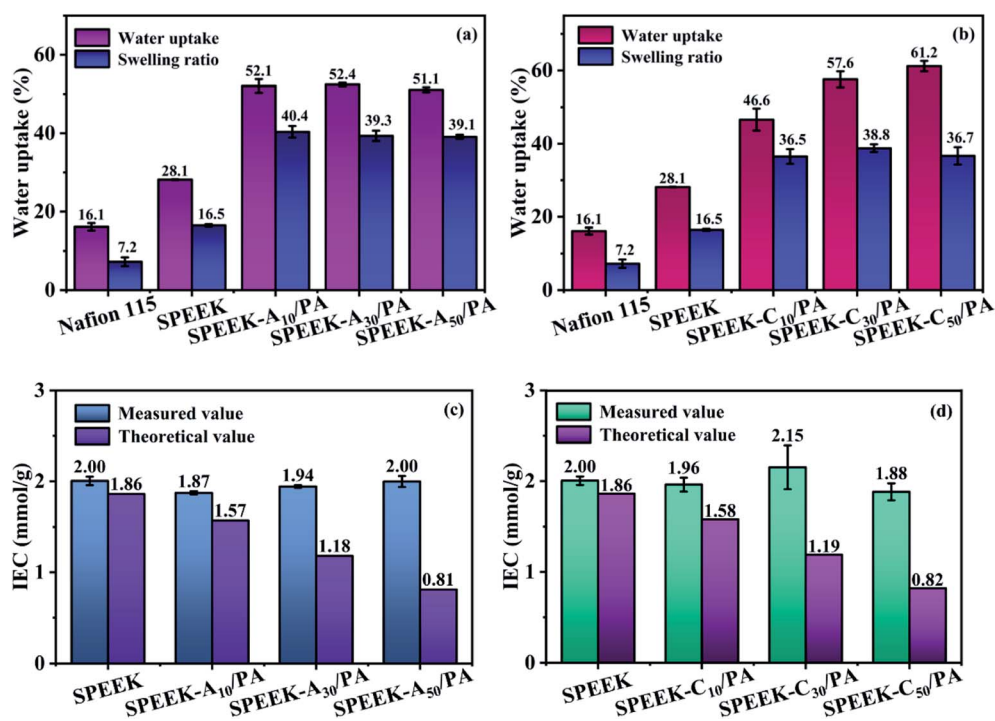 (a)
Water uptake
Swelling ratio
Water uptake (%)
60
40
20
0
16.1
7.2
28.1
16.5
52.1
40.4
52.4
39.3
51.1
39.1
Nafion 115
SPEEK
SPEEK-A10/PA
SPEEK-A30/PA
SPEEK-A50/PA
(b)
Water uptake
Swelling ratio
Water uptake (%)
60
40
20
0
16.1
7.2
28.1
16.5
46.6
36.5
57.6
38.8
61.2
36.7
Nafion 115
SPEEK
SPEEK-C10/PA
SPEEK-C30/PA
SPEEK-C50/PA
(c)
Measured value
Theoretical value
IEC (mmol/g)
3
2
1
0
2.00
1.86
1.87
1.57
1.94
1.18
2.00
0.81
SPEEK
SPEEK-A10/PA
SPEEK-A30/PA
SPEEK-A50/PA
(d)
Measured value
Theoretical value
IEC (mmol/g)
3
2
1
0
2.00
1.86
1.96
1.58
2.15
1.19
1.88
0.82
SPEEK
SPEEK-C10/PA
SPEEK-C30/PA
SPEEK-C50/PA